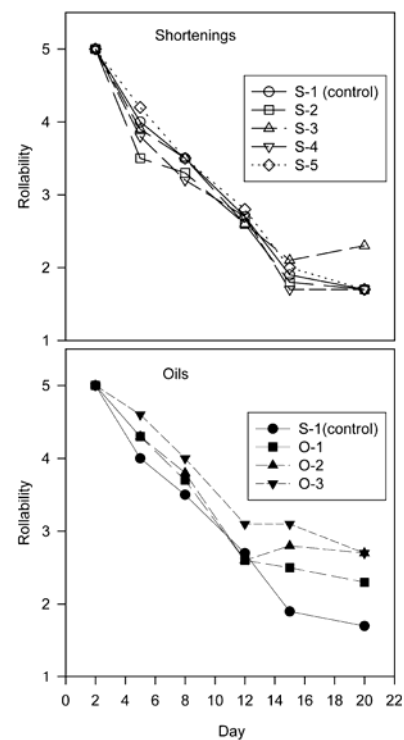 Shortenings
5
4
3
2
1
Rollability
S-1 (control)
S-2
S-3
S-4
S-5
Oils
5
4
3
2
1
Rollability
S-1(control)
O-1
O-2
O-3
0 2 4 6 8 10 12 14 16 18 20 22
Day